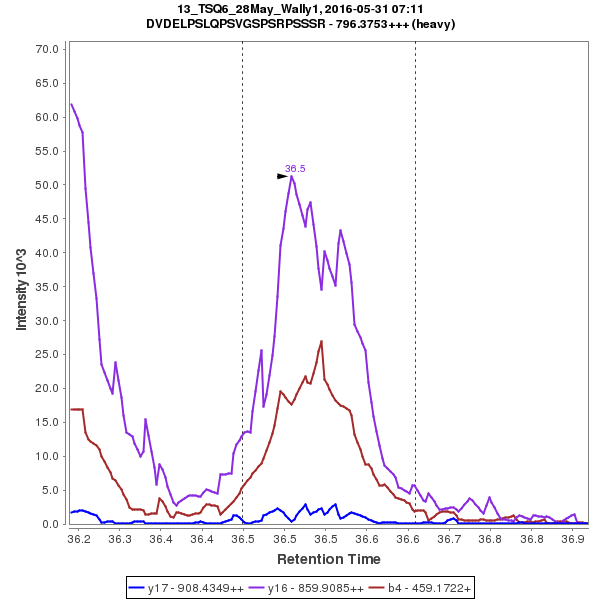 13_TSQ6_28May_Wally1, 2016-05-31 07:11
DVDELPSLQPSVGSPSRPSSSR - 796.3753+++ (heavy)
70.0
65.0
60.0
55.0
50.0
45.0
40.0
35.0
30.0
25.0
20.0
15.0
10.0
5.0
0.0
Intensity 10^3
36.5
36.2 36.3 36.3 36.4 36.4 36.5 36.5 36.6 36.6 36.7 36.8 36.8 36.9
Retention Time
y17 - 908.4349++ y16 - 859.9085++ b4 - 459.1722+